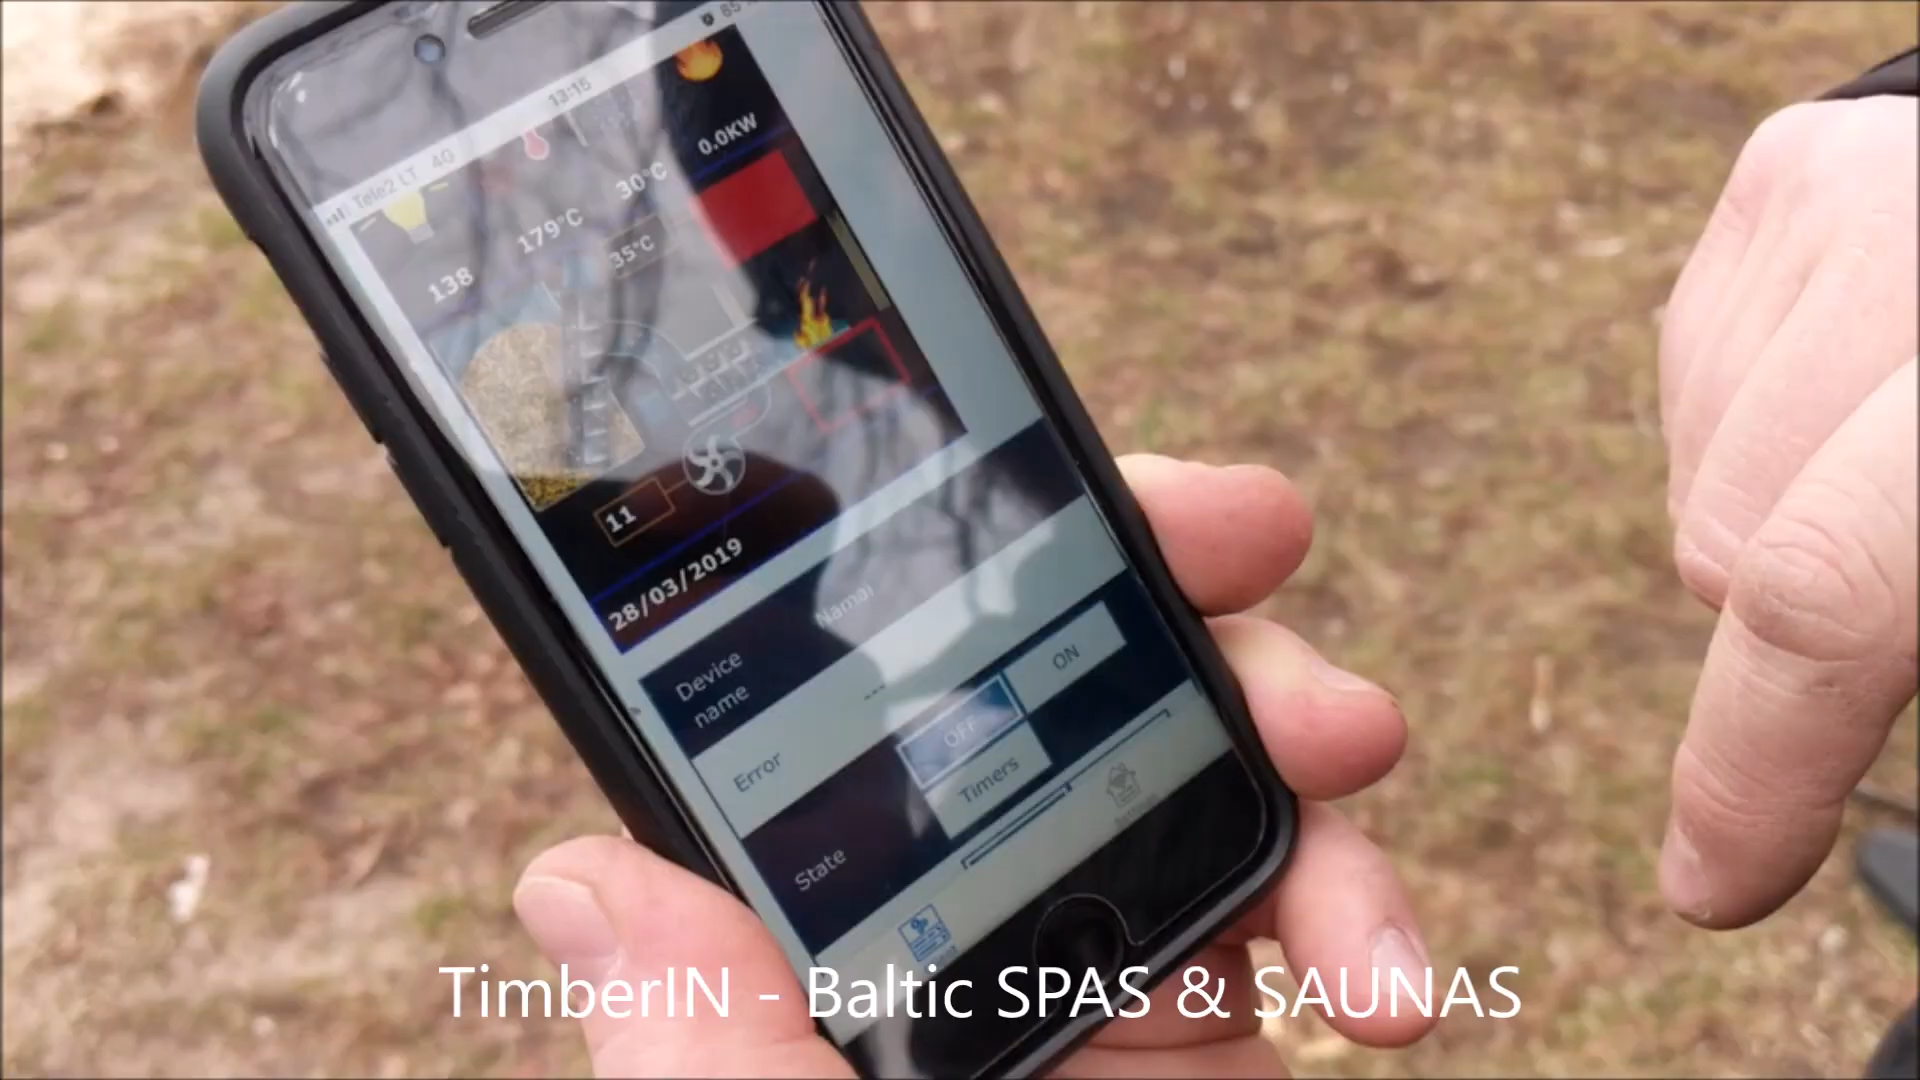 Tele2 LT 4G
13:15
85%
138
179°C
30°C
35°C
0.0KW
11
28/03/2019
Device name
Namai
Error
---
State
OFF
ON
Timers
TimberIN - Baltic SPAS & SAUNAS